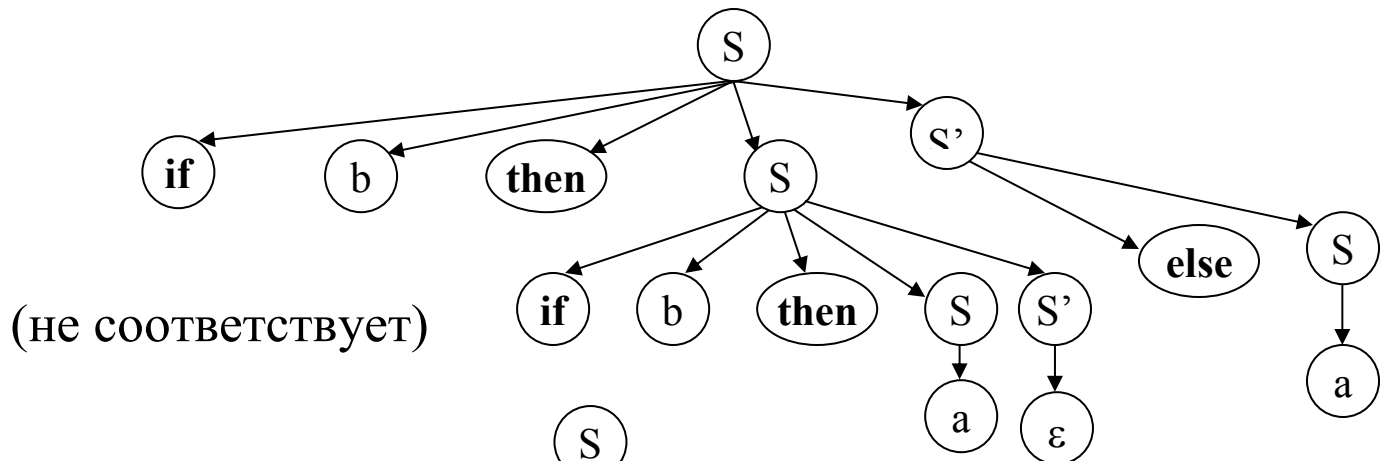 S
S'
if b then S
else S
(не соответствует) if b then S S'
a
a ε
S